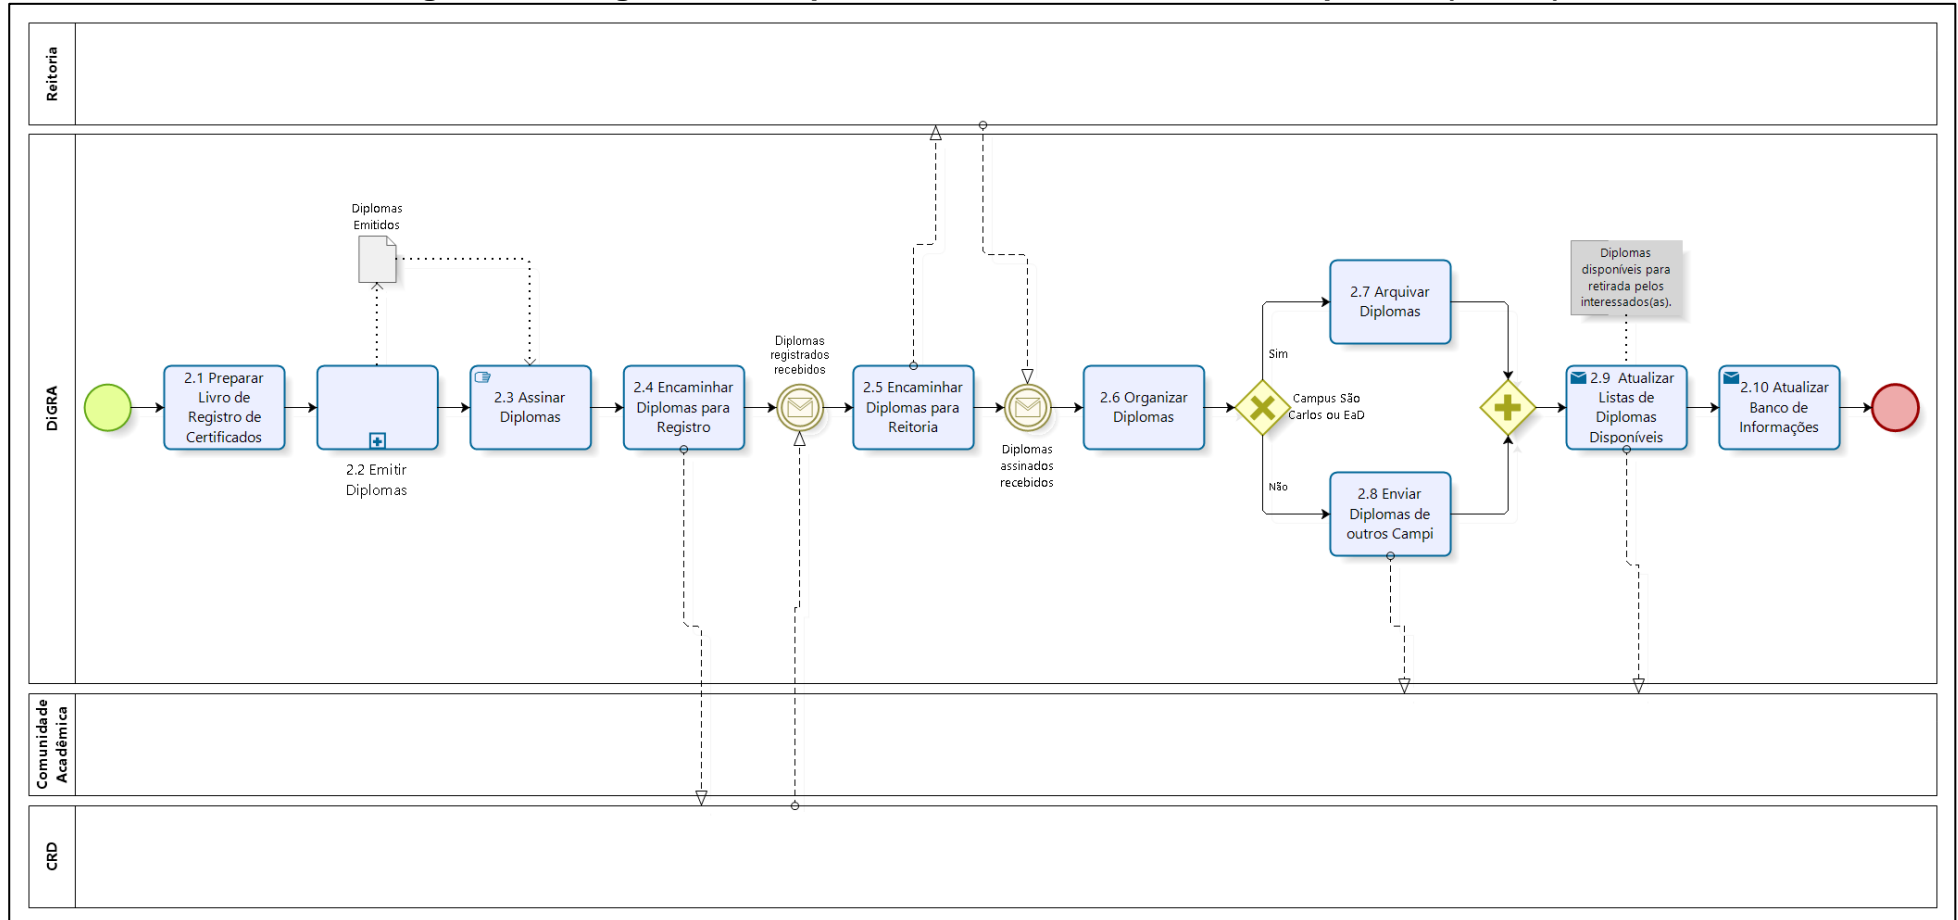 Reitoria
DiGRA
Diplomas
Emitidos
2.1 Preparar
Livro de
Registro de
Certificados
2.2 Emitir
Diplomas
2.3 Assinar
Diplomas
2.4 Encaminhar
Diplomas para
Registro
Diplomas
registrados
recebidos
2.5 Encaminhar
Diplomas para
Reitoria
Diplomas
assinados
recebidos
2.6 Organizar
Diplomas
Campus São
Carlos ou EaD
Sim
Não
2.7 Arquivar
Diplomas
2.8 Enviar
Diplomas de
outros Campi
Diplomas
disponíveis para
retirada pelos
interessados(as).
2.9 Atualizar
Listas de
Diplomas
Disponíveis
2.10 Atualizar
Banco de
Informações
Comunidade
Acadêmica
CRD